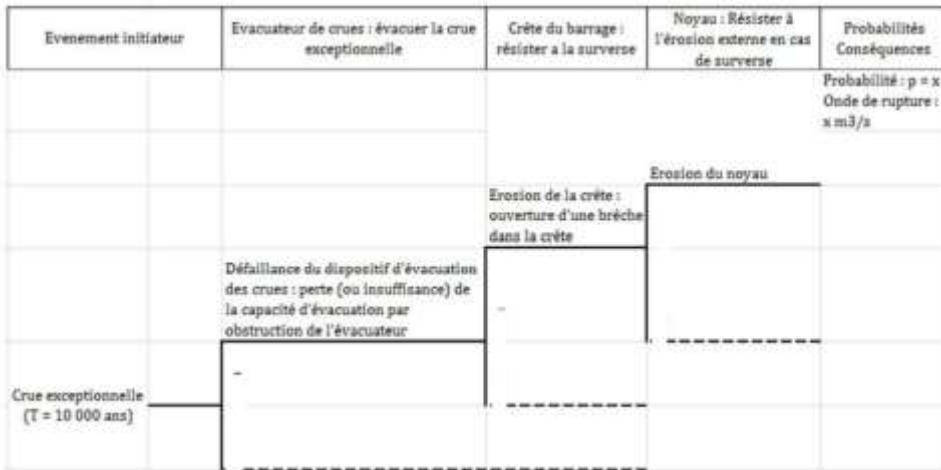 Evenement initiateur
Evacuateur de crues : évacuer la crue
exceptionnelle
Crête du barrage :
résister a la surverse
Noyau : Résister à
l'érosion externe en cas
de surverse
Probabilités
Conséquences
Probabilité : p = x
Onde de rupture :
x m3/s
Erosion du noyau
Erosion de la crête :
ouverture d'une brèche
dans la crête
Défaillance du dispositif d'évacuation
des crues : perte (ou insuffisance) de
la capacité d'évacuation par
obstruction de l'évacuateur
Crue exceptionnelle
(T = 10 000 ans)